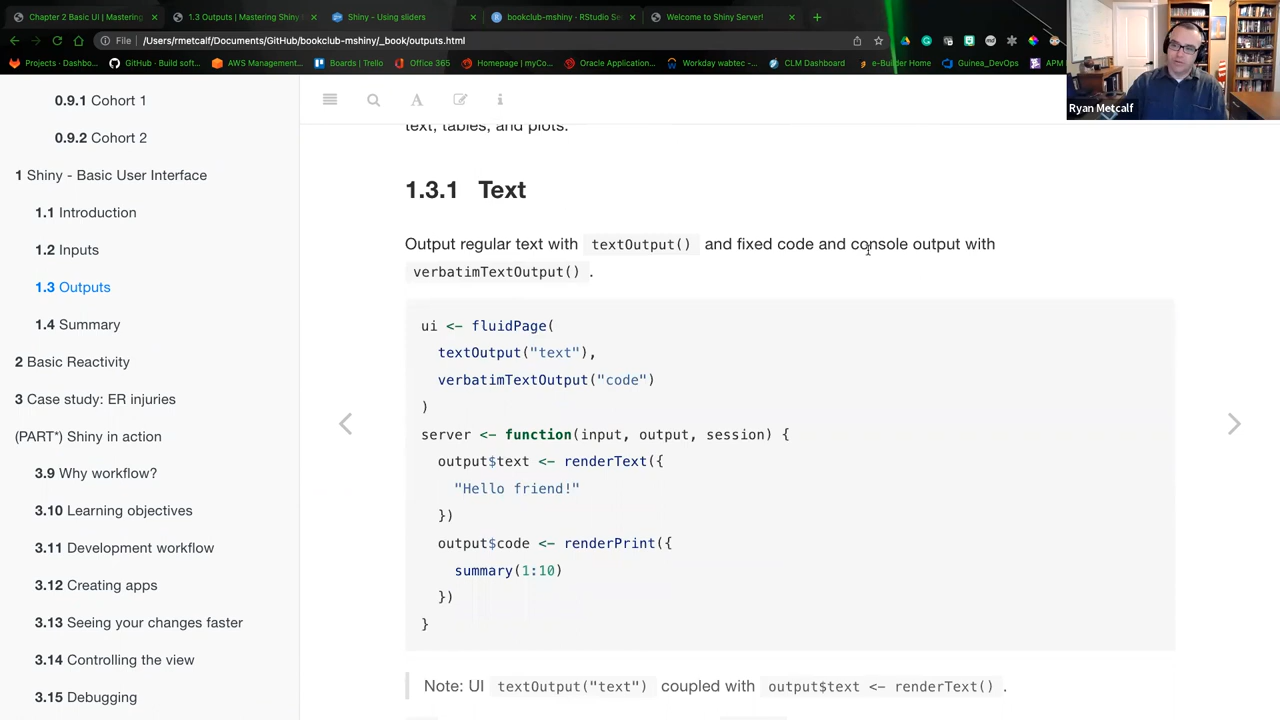 Chapter 2 Basic UI | Mastering
1.3 Outputs | Mastering Shiny
Shiny - Using sliders
bookclub-mshiny - RStudio Se
Welcome to Shiny Server!
File
/Users/rmetcalf/Documents/GitHub/bookclub-mshiny/_book/outputs.html
Projects · Dashbo...
GitHub · Build soft...
AWS Management...
Boards | Trello
Office 365
Homepage | myCo...
Oracle Application...
Workday wabtec -...
CLM Dashboard
e-Builder Home
Guinea_DevOps
APM
Ryan Metcalf
0.9.1 Cohort 1
0.9.2 Cohort 2
1 Shiny - Basic User Interface
1.1 Introduction
1.2 Inputs
1.3 Outputs
1.4 Summary
2 Basic Reactivity
3 Case study: ER injuries
(PART*) Shiny in action
3.9 Why workflow?
3.10 Learning objectives
3.11 Development workflow
3.12 Creating apps
3.13 Seeing your changes faster
3.14 Controlling the view
3.15 Debugging
text, tables, and plots.
1.3.1 Text
Output regular text with textOutput() and fixed code and console output with
verbatimTextOutput() .
ui <- fluidPage(
  textOutput("text"),
  verbatimTextOutput("code")
)
server <- function(input, output, session) {
  output$text <- renderText({
    "Hello friend!"
  })
  output$code <- renderPrint({
    summary(1:10)
  })
}
Note: UI textOutput("text") coupled with output$text <- renderText() .